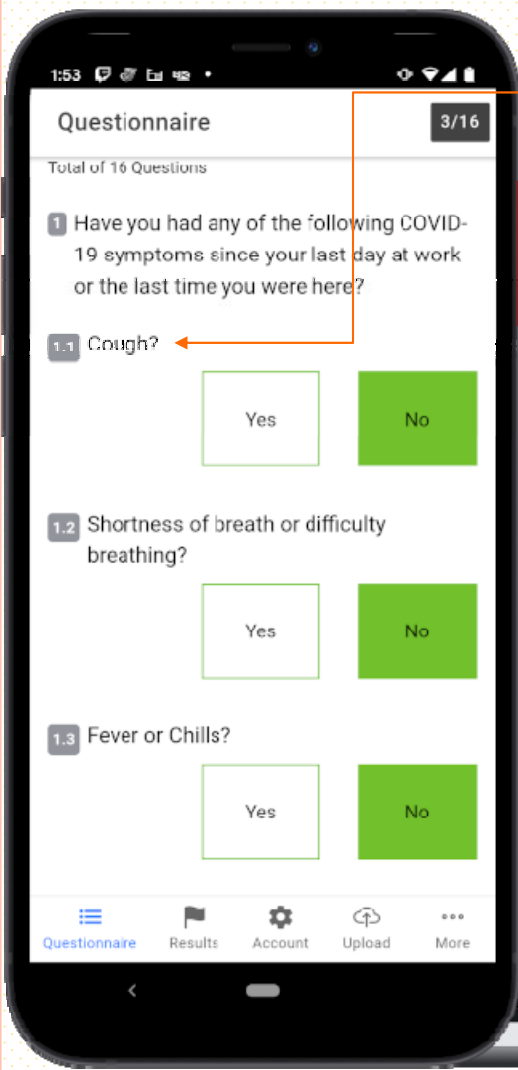 1:53
Questionnaire
3/16
Total of 16 Questions
1 Have you had any of the following COVID-
19 symptoms since your last day at work
or the last time you were here?
1.1 Cough?
Yes No
1.2 Shortness of breath or difficulty
breathing?
Yes No
1.3 Fever or Chills?
Yes No
Questionnaire Results Account Upload More